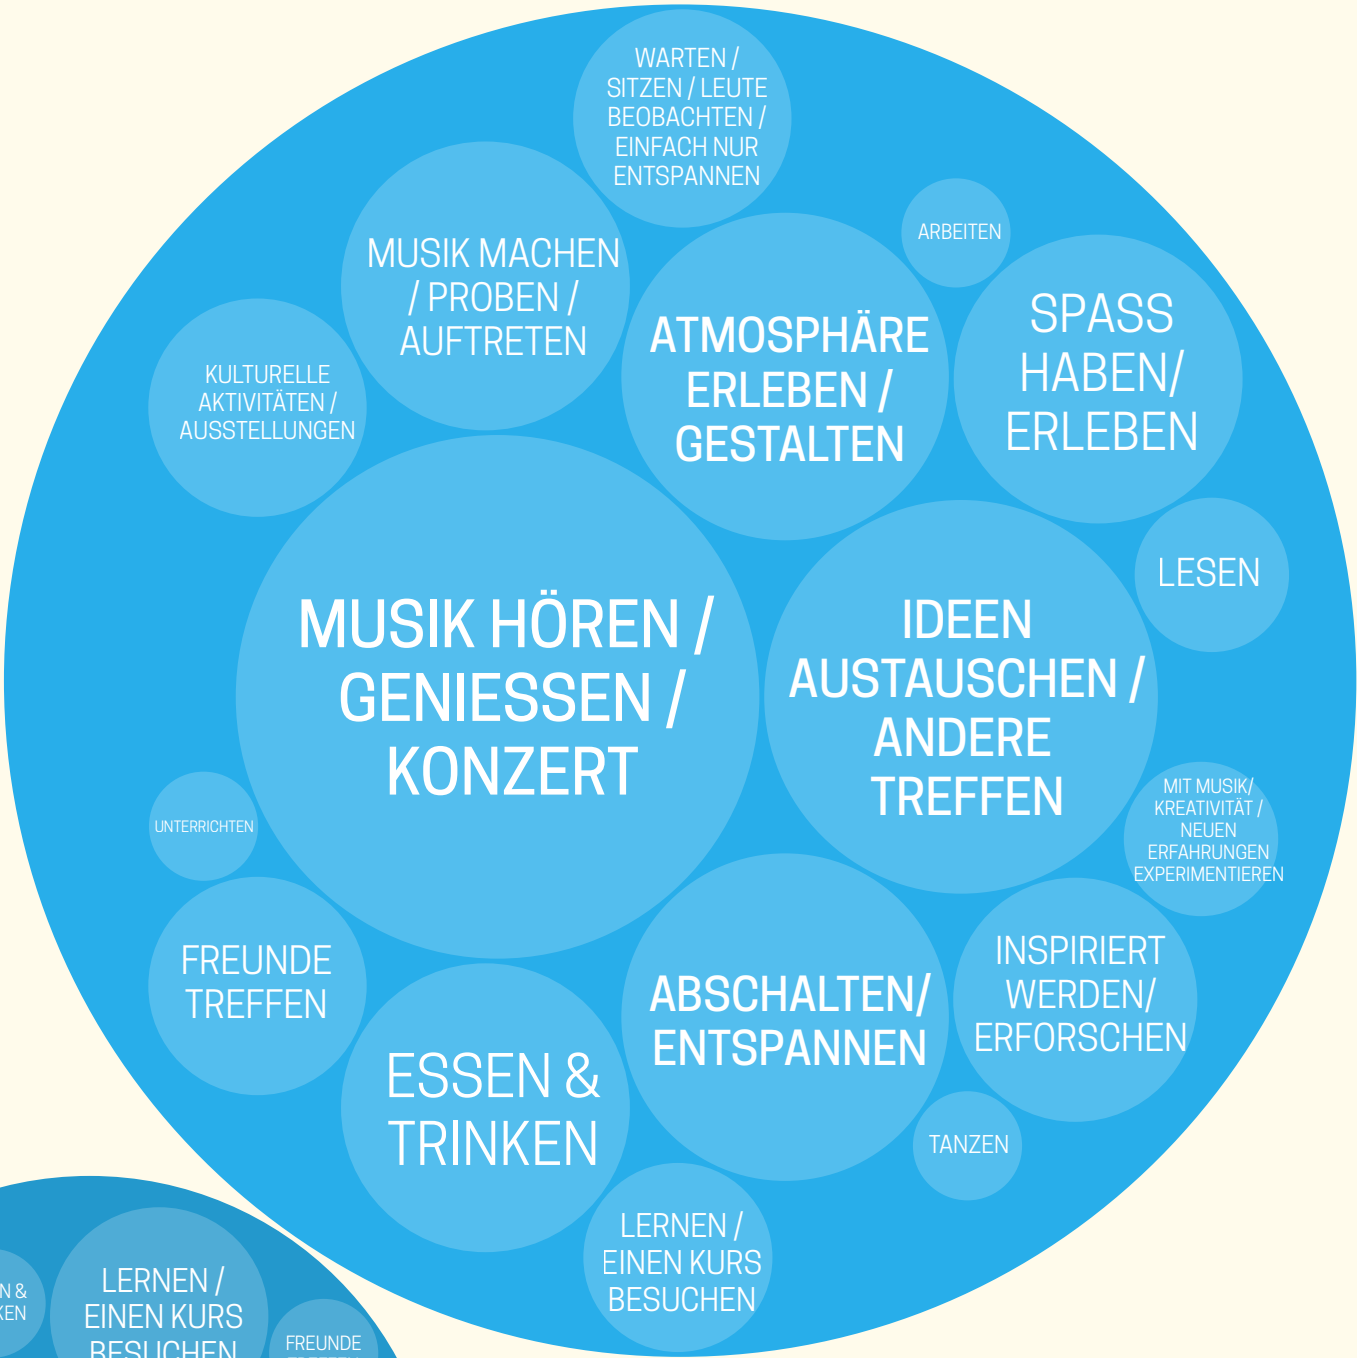 WARTEN /
SITZEN / LEUTE
BEOBACHTEN /
EINFACH NUR
ENTSPANNEN
ARBEITEN
MUSIK MACHEN
/ PROBEN /
AUFTRETEN
ATMOSPHÄRE
ERLEBEN /
GESTALTEN
SPASS
HABEN/
ERLEBEN
KULTURELLE
AKTIVITÄTEN /
AUSSTELLUNGEN
LESEN
MUSIK HÖREN /
GENIESSEN /
KONZERT
IDEEN
AUSTAUSCHEN /
ANDERE
TREFFEN
MIT MUSIK/
KREATIVITÄT /
NEUEN
ERFAHRUNGEN
EXPERIMENTIEREN
UNTERRICHTEN
FREUNDE
TREFFEN
ABSCHALTEN/
ENTSPANNEN
INSPIRIERT
WERDEN/
ERFORSCHEN
ESSEN &
TRINKEN
TANZEN
LERNEN /
EINEN KURS
BESUCHEN
N &
KEN
LERNEN /
EINEN KURS
BESUCHEN
FREUNDE